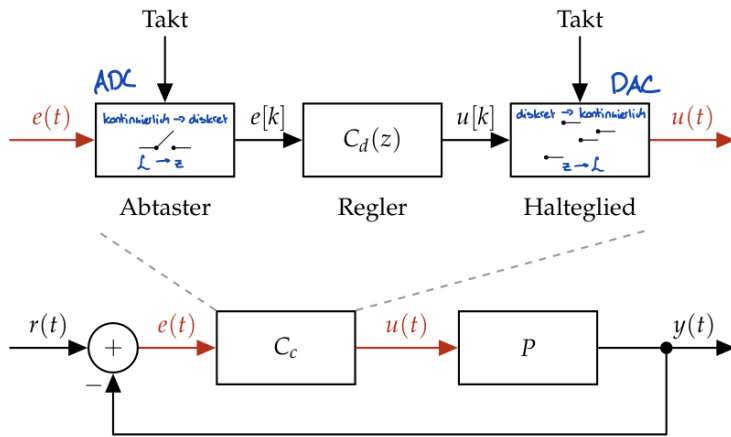 Takt
Takt
ADC
DAC
e(t)
kontinuierlich → diskret
L → z
e[k]
C_d(z)
u[k]
diskret → kontinuierlich
z → L
u(t)
Abtaster
Regler
Halteglied
r(t)
+
−
e(t)
C_c
u(t)
P
y(t)